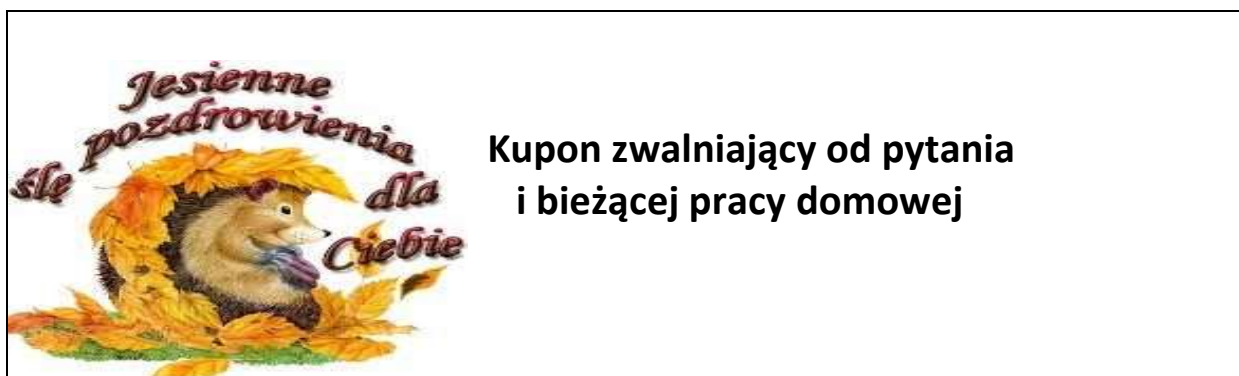 Jesienne
pozdrowienia
ślę
dla
Ciebie
Kupon zwalniający od pytania
i bieżącej pracy domowej